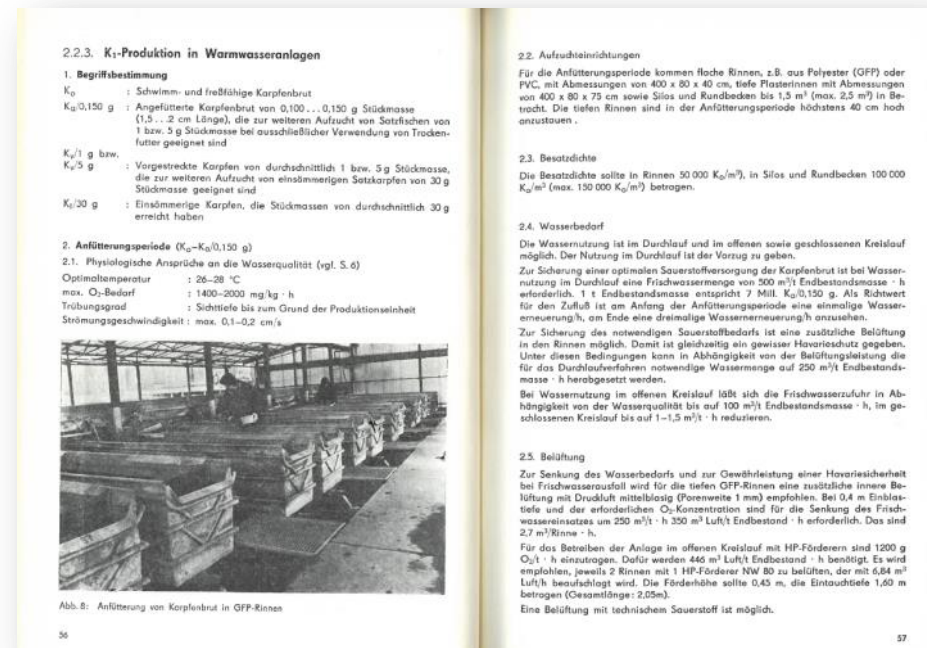 2.2.3. K₁-Produktion in Warmwasseranlagen
1. Begriffsbestimmung
K₀ : Schwimm- und freßfähige Karpfenbrut
Kₐ/0,150 g : Angefütterte Karpfenbrut von 0,100 . . . 0,150 g Stückmasse
(1,5 . . . 2 cm Länge), die zur weiteren Aufzucht von Satzfischen von
1 bzw. 5 g Stückmasse bei ausschließlicher Verwendung von Trocken-
futter geeignet sind
Kᵥ/1 g bzw.
Kᵥ/5 g : Vorgestreckte Karpfen von durchschnittlich 1 bzw. 5 g Stückmasse,
die zur weiteren Aufzucht von einsömmerigen Satzkarpfen von 30 g
Stückmasse geeignet sind
K₁/30 g : Einsömmerige Karpfen, die Stückmassen von durchschnittlich 30 g
erreicht haben
2. Anfütterungsperiode (K₀–Kₐ/0,150 g)
2.1. Physiologische Ansprüche an die Wasserqualität (vgl. S. 6)
Optimaltemperatur : 26–28 °C
max. O₂-Bedarf : 1400–2000 mg/kg · h
Trübungsgrad : Sichttiefe bis zum Grund der Produktionseinheit
Strömungsgeschwindigkeit : max. 0,1–0,2 cm/s
Abb. 8: Anfütterung von Karpfenbrut in GFP-Rinnen
56
2.2. Aufzuchteinrichtungen
Für die Anfütterungsperiode kommen flache Rinnen, z.B. aus Polyester (GFP) oder
PVC, mit Abmessungen von 400 x 80 x 40 cm, tiefe Plasterinnen mit Abmessungen
von 400 x 80 x 75 cm sowie Silos und Rundbecken bis 1,5 m³ (max. 2,5 m³) in Be-
tracht. Die tiefen Rinnen sind in der Anfütterungsperiode höchstens 40 cm hoch
anzustauen .
2.3. Besatzdichte
Die Besatzdichte sollte in Rinnen 50 000 K₀/m³), in Silos und Rundbecken 100 000
K₀/m³ (max. 150 000 K₀/m³) betragen.
2.4. Wasserbedarf
Die Wassernutzung ist im Durchlauf und im offenen sowie geschlossenen Kreislauf
möglich. Der Nutzung im Durchlauf ist der Vorzug zu geben.
Zur Sicherung einer optimalen Sauerstoffversorgung der Karpfenbrut ist bei Wasser-
nutzung im Durchlauf eine Frischwassermenge von 500 m³/t Endbestandsmasse · h
erforderlich. 1 t Endbestandsmasse entspricht 7 Mill. Kₐ/0,150 g. Als Richtwert
für den Zufluß ist am Anfang der Anfütterungsperiode eine einmalige Wasser-
erneuerung/h, am Ende eine dreimalige Wassernerneuerung/h anzusehen.
Zur Sicherung des notwendigen Sauerstoffbedarfs ist eine zusätzliche Belüftung
in den Rinnen möglich. Damit ist gleichzeitig ein gewisser Havarieschutz gegeben.
Unter diesen Bedingungen kann in Abhängigkeit von der Belüftungsleistung die
für das Durchlaufverfahren notwendige Wassermenge auf 250 m³/t Endbestands-
masse · h herabgesetzt werden.
Bei Wassernutzung im offenen Kreislauf läßt sich die Frischwasserzufuhr in Ab-
hängigkeit von der Wasserqualität bis auf 100 m³/t Endbestandsmasse · h, im ge-
schlossenen Kreislauf bis auf 1–1,5 m³/t · h reduzieren.
2.5. Belüftung
Zur Senkung des Wasserbedarfs und zur Gewährleistung einer Havariesicherheit
bei Frischwasserausfall wird für die tiefen GFP-Rinnen eine zusätzliche innere Be-
lüftung mit Druckluft mittelblasig (Porenweite 1 mm) empfohlen. Bei 0,4 m Einblas-
tiefe und der erforderlichen O₂-Konzentration sind für die Senkung des Frisch-
wassereinsatzes um 250 m³/t · h 350 m³ Luft/t Endbestand · h erforderlich. Das sind
2,7 m³/Rinne · h.
Für das Betreiben der Anlage im offenen Kreislauf mit HP-Förderern sind 1200 g
O₂/t · h einzutragen. Dafür werden 446 m³ Luft/t Endbestand · h benötigt. Es wird
empfohlen, jeweils 2 Rinnen mit 1 HP-Förderer NW 80 zu belüften, der mit 6,84 m³
Luft/h beaufschlagt wird. Die Förderhöhe sollte 0,45 m, die Eintauchtiefe 1,60 m
betragen (Gesamtlänge: 2,05m).
Eine Belüftung mit technischem Sauerstoff ist möglich.
57